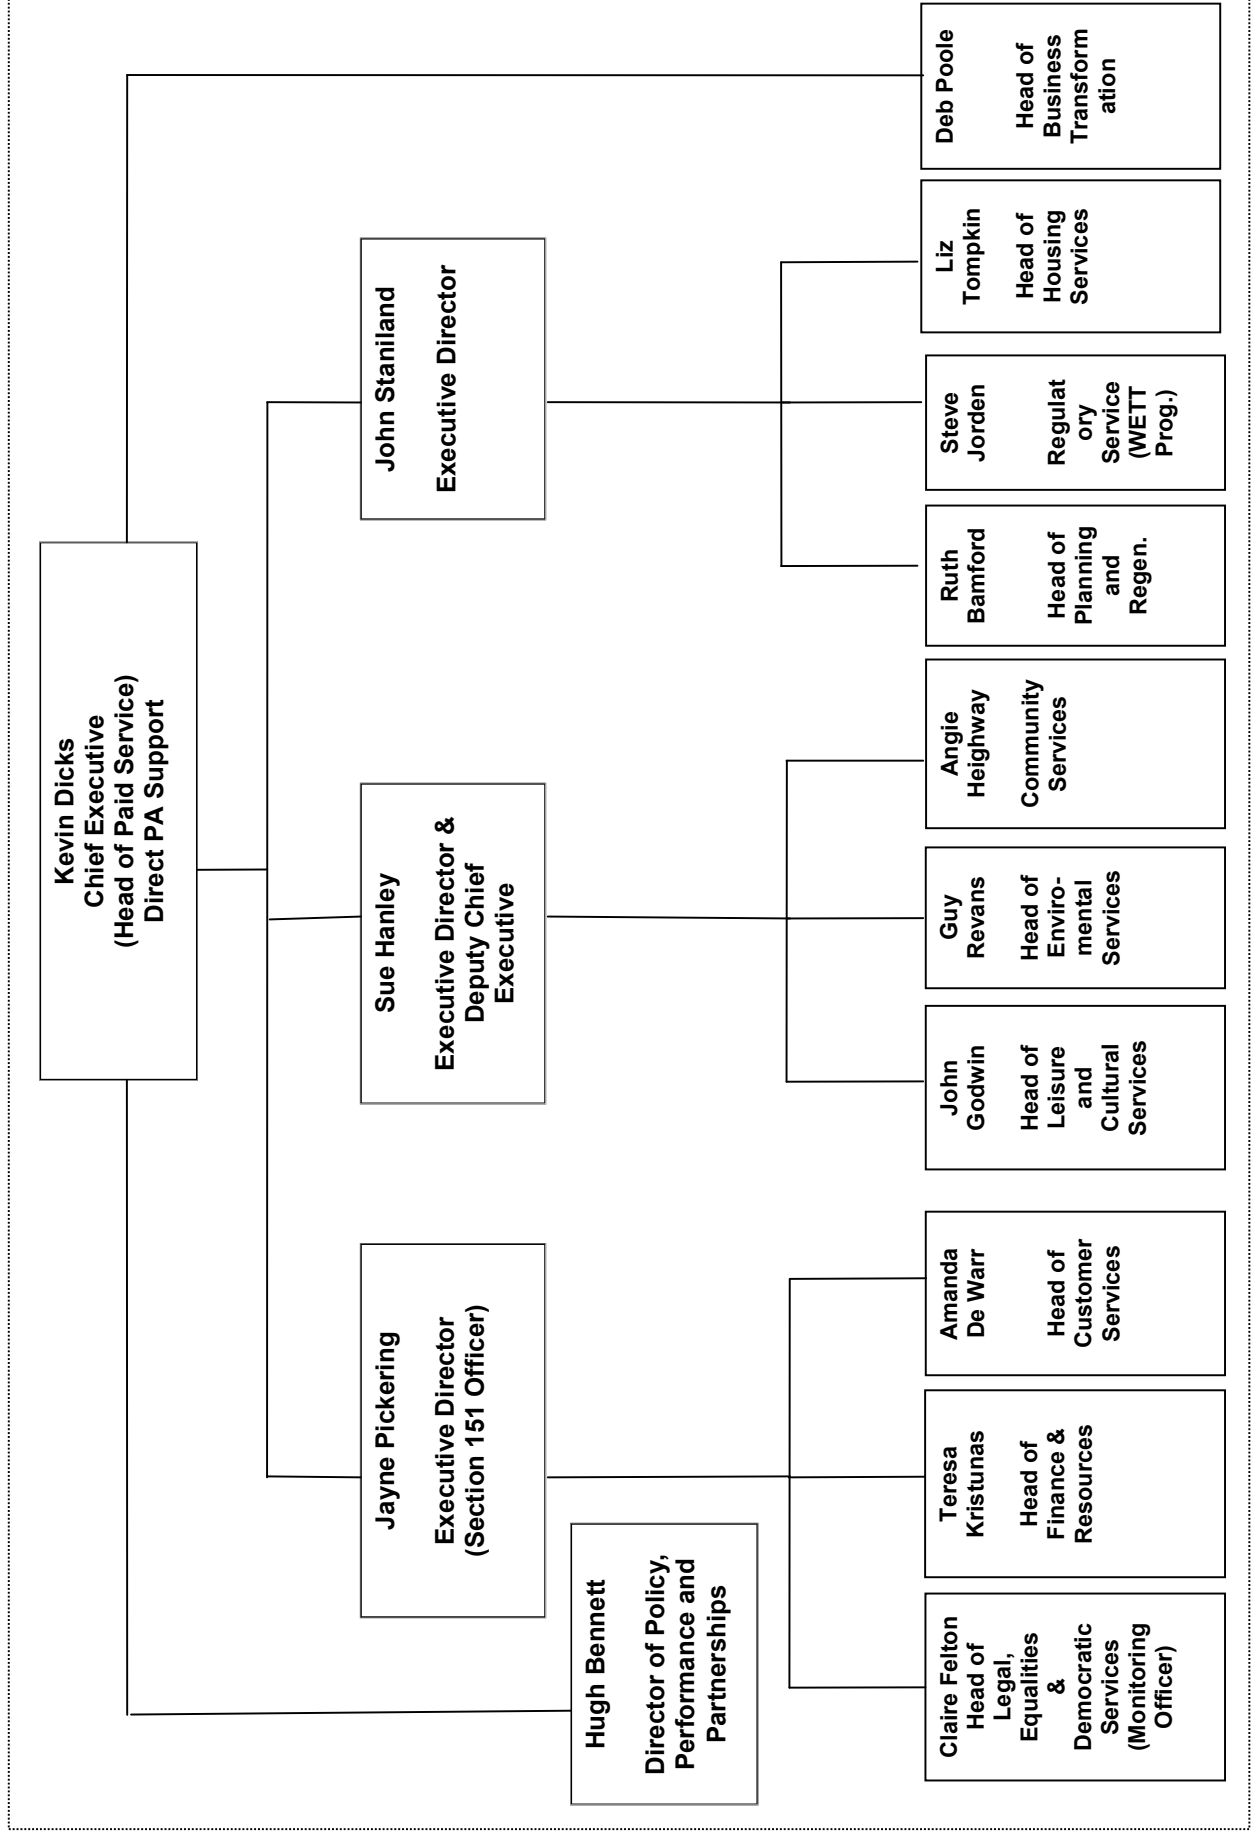 Kevin Dicks
Chief Executive
(Head of Paid Service)
Direct PA Support
Jayne Pickering
Executive Director
(Section 151 Officer)
Sue Hanley
Executive Director &
Deputy Chief
Executive
John Staniland
Executive Director
Hugh Bennett
Director of Policy,
Performance and
Partnerships
Claire Felton
Head of
Legal,
Equalities
&
Democratic
Services
(Monitoring
Officer)
Teresa
Kristunas
Head of
Finance &
Resources
Amanda
De Warr
Head of
Customer
Services
John
Godwin
Head of
Leisure
and
Cultural
Services
Guy
Revans
Head of
Enviro-
mental
Services
Angie
Heighway
Community
Services
Ruth
Bamford
Head of
Planning
and
Regen.
Steve
Jorden
Regulat
ory
Service
(WETT
Prog.)
Liz
Tompkin
Head of
Housing
Services
Deb Poole
Head of
Business
Transform
ation